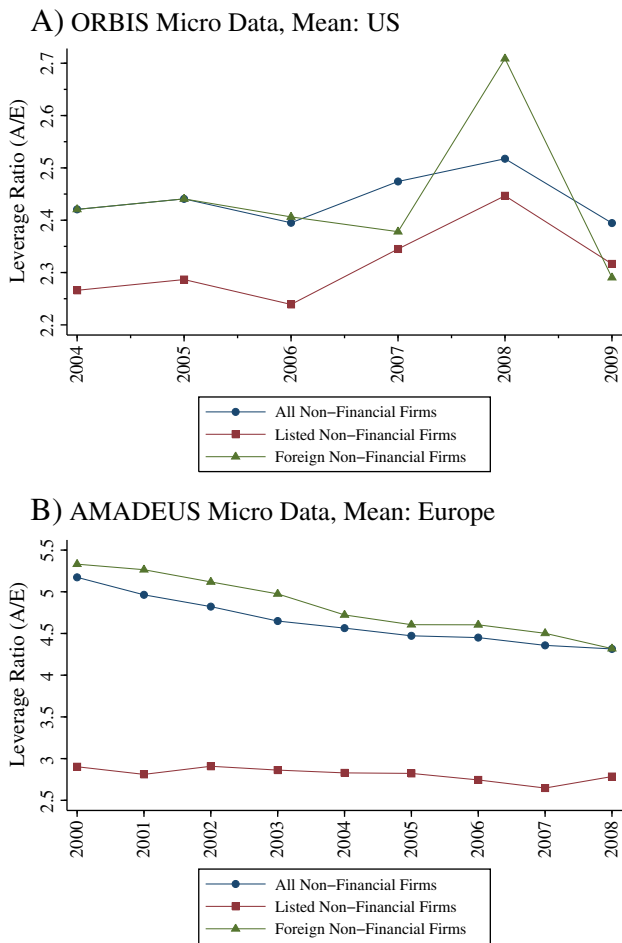 A) ORBIS Micro Data, Mean: US
Leverage Ratio (A/E)
2.7
2.6
2.5
2.4
2.3
2.2
2004
2005
2006
2007
2008
2009
All Non−Financial Firms
Listed Non−Financial Firms
Foreign Non−Financial Firms
B) AMADEUS Micro Data, Mean: Europe
Leverage Ratio (A/E)
5.5
5
4.5
4
3.5
3
2.5
2000
2001
2002
2003
2004
2005
2006
2007
2008
All Non−Financial Firms
Listed Non−Financial Firms
Foreign Non−Financial Firms